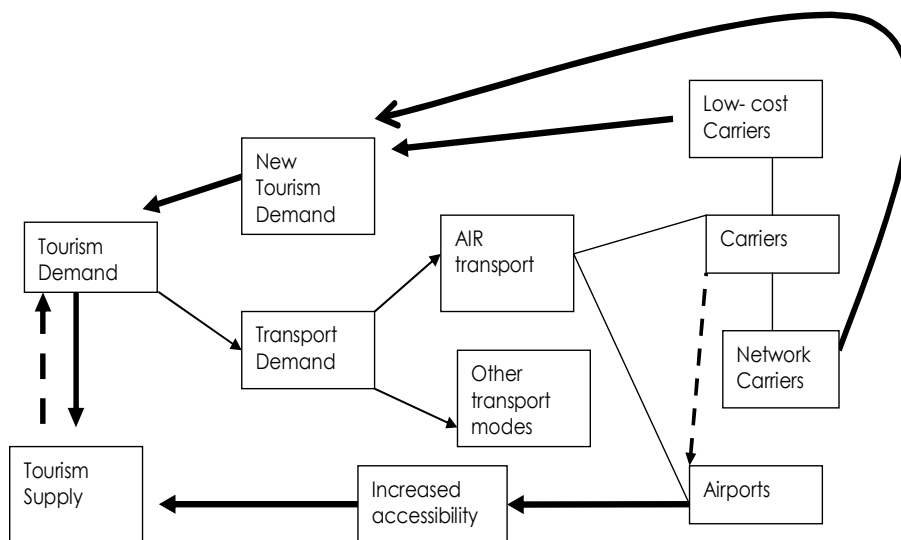 Low- cost
Carriers
New
Tourism
Demand
Tourism
Demand
AIR
transport
Carriers
Transport
Demand
Network
Carriers
Other
transport
modes
Tourism
Supply
Increased
accessibility
Airports